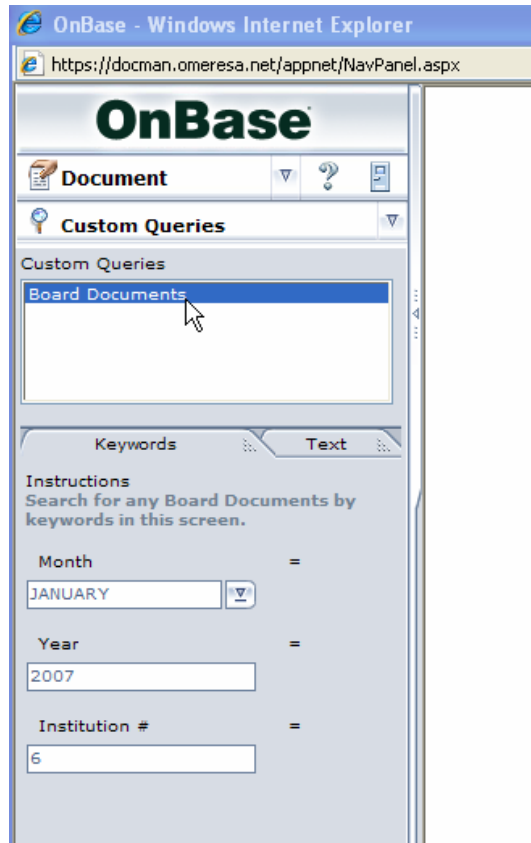 OnBase - Windows Internet Explorer
https://docman.omeresa.net/appnet/NavPanel.aspx
OnBase
Document
Custom Queries
Custom Queries
Board Documents
Keywords Text
Instructions
Search for any Board Documents by
keywords in this screen.
Month =
JANUARY
Year =
2007
Institution # =
6